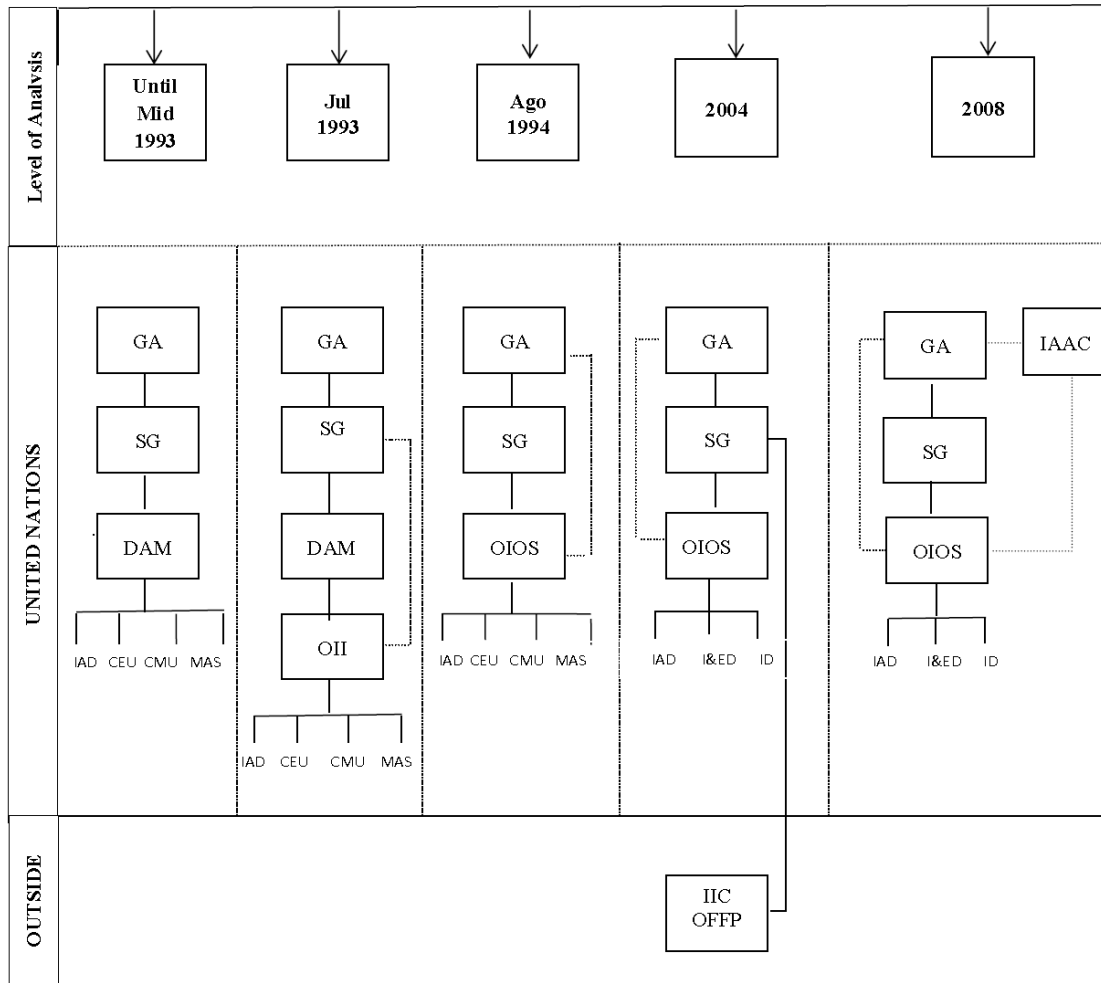 Level of Analysis
Until
Mid
1993
Jul
1993
Ago
1994
2004
2008
UNITED NATIONS
GA
SG
DAM
IAD CEU CMU MAS
GA
SG
DAM
OII
IAD CEU CMU MAS
GA
SG
OIOS
IAD CEU CMU MAS
GA
SG
OIOS
IAD I&ED ID
GA
IAAC
SG
OIOS
IAD I&ED ID
OUTSIDE
IIC
OFFP